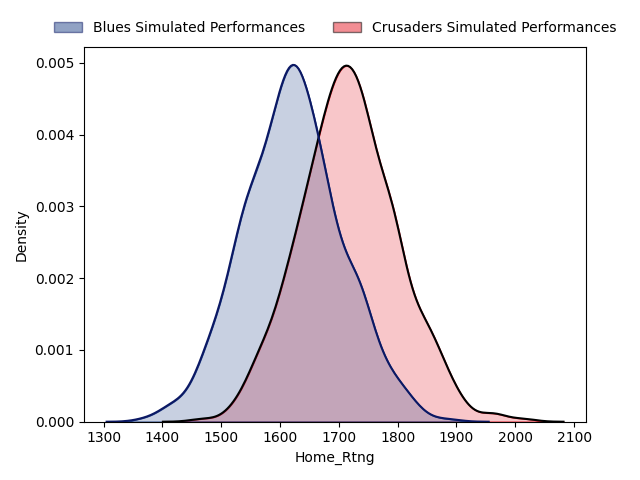 Blues Simulated Performances Crusaders Simulated Performances
0.005
0.004
0.003
0.002
0.001
0.000
Density
1300 1400 1500 1600 1700 1800 1900 2000 2100
Home_Rtng